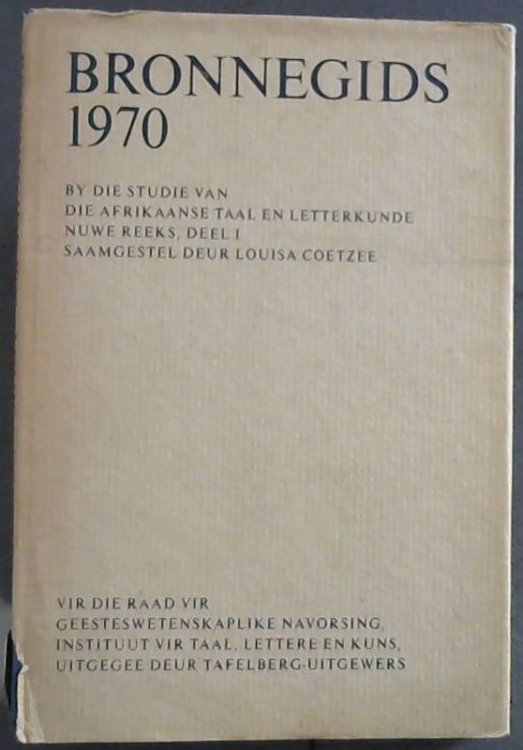 BRONNEGIDS
1970
BY DIE STUDIE VAN
DIE AFRIKAANSE TAAL EN LETTERKUNDE
NUWE REEKS, DEEL I
SAAMGESTEL DEUR LOUISA COETZEE
VIR DIE RAAD VIR
GEESTESWETENSKAPLIKE NAVORSING,
INSTITUUT VIR TAAL, LETTERE EN KUNS,
UITGEGEE DEUR TAFELBERG-UITGEWERS